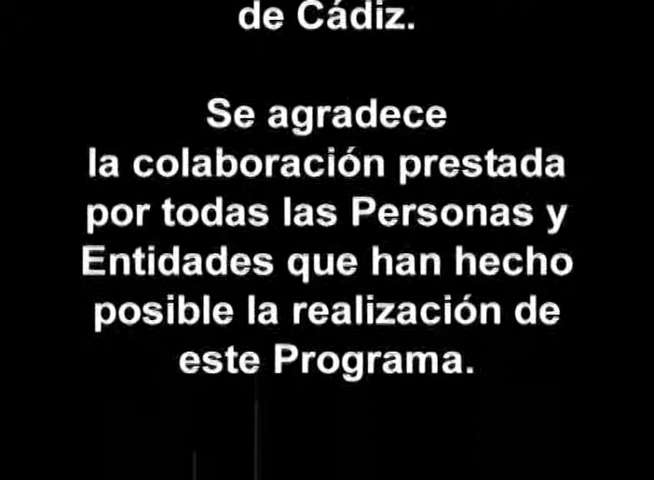 de Cádiz.
Se agradece
la colaboración prestada
por todas las Personas y
Entidades que han hecho
posible la realización de
este Programa.